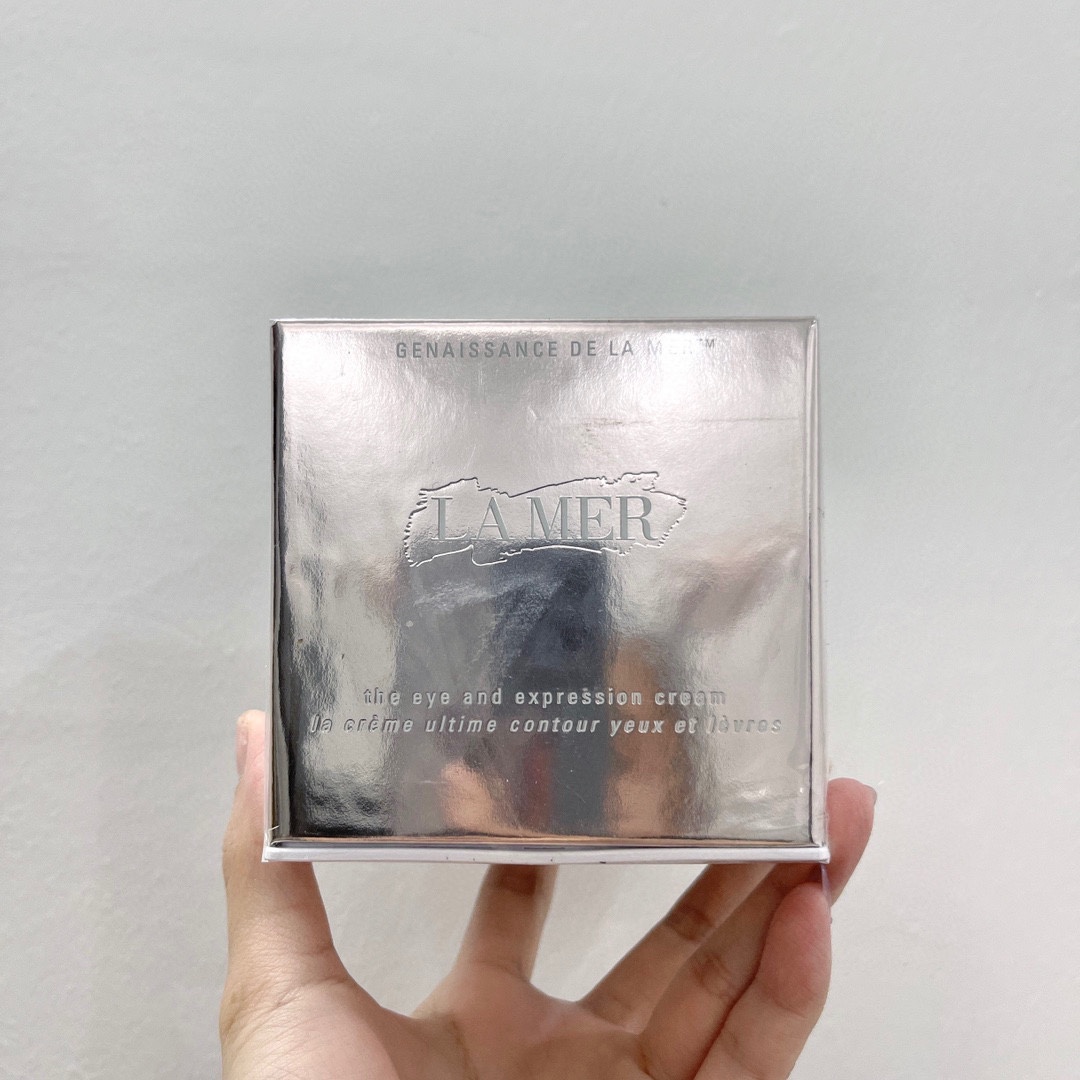 GENAISSANCE DE LA MER™
LA MER
the eye and expression cream
la crème ultime contour yeux et lèvres